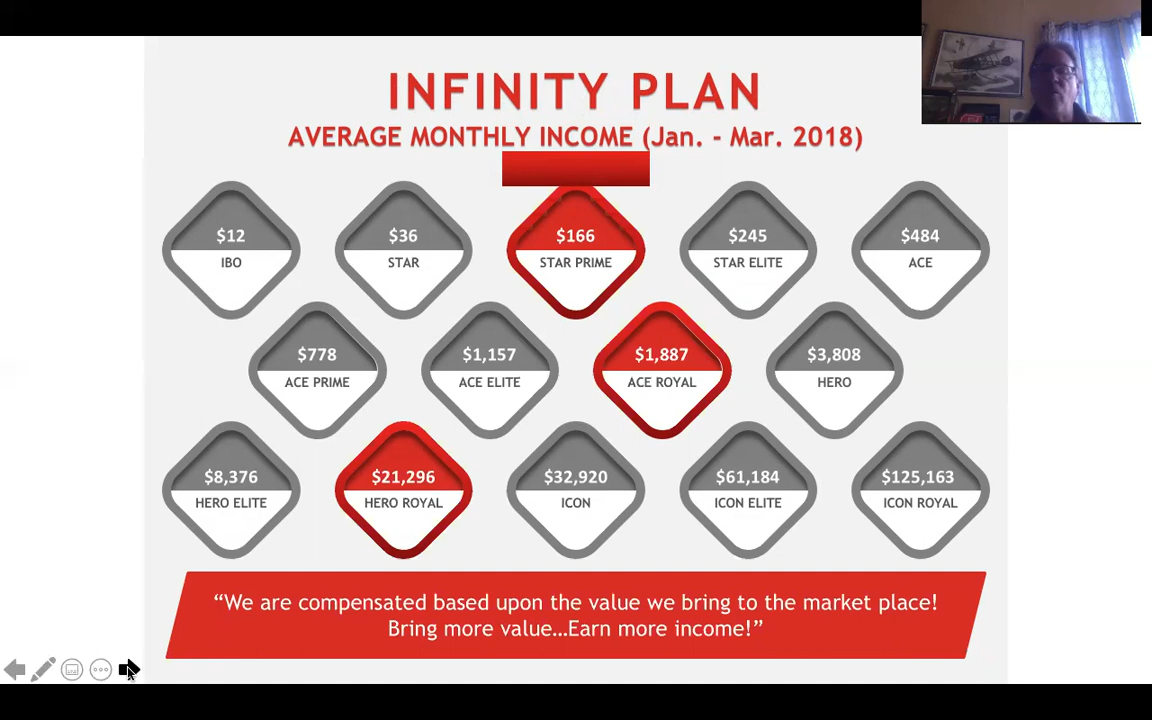 INFINITY PLAN
AVERAGE MONTHLY INCOME (Jan. - Mar. 2018)
$12 $36 $166 $245 $484
IBO STAR STAR PRIME STAR ELITE ACE
$778 $1,157 $1,887 $3,808
ACE PRIME ACE ELITE ACE ROYAL HERO
$8,376 $21,296 $32,920 $61,184 $125,163
HERO ELITE HERO ROYAL ICON ICON ELITE ICON ROYAL
“We are compensated based upon the value we bring to the market place!
Bring more value…Earn more income!”